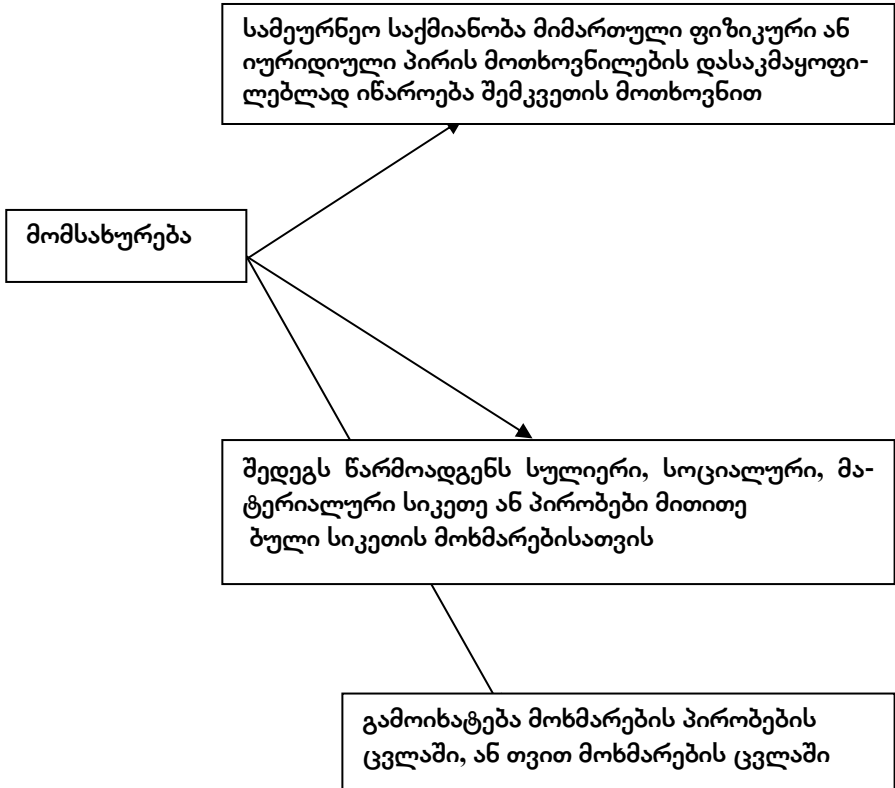 სამეურნეო საქმიანობა მიმართული ფიზიკური ან
იურიდიული პირის მოთხოვნილების დასაკმაყოფი-
ლებლად იწაროება შემკვეთის მოთხოვნით
მომსახურება
შედეგს წარმოადგენს სულიერი, სოციალური, მა-
ტერიალური სიკეთე ან პირობები მითითე
ბული სიკეთის მოხმარებისათვის
გამოიხატება მოხმარების პირობების
ცვლაში, ან თვით მოხმარების ცვლაში